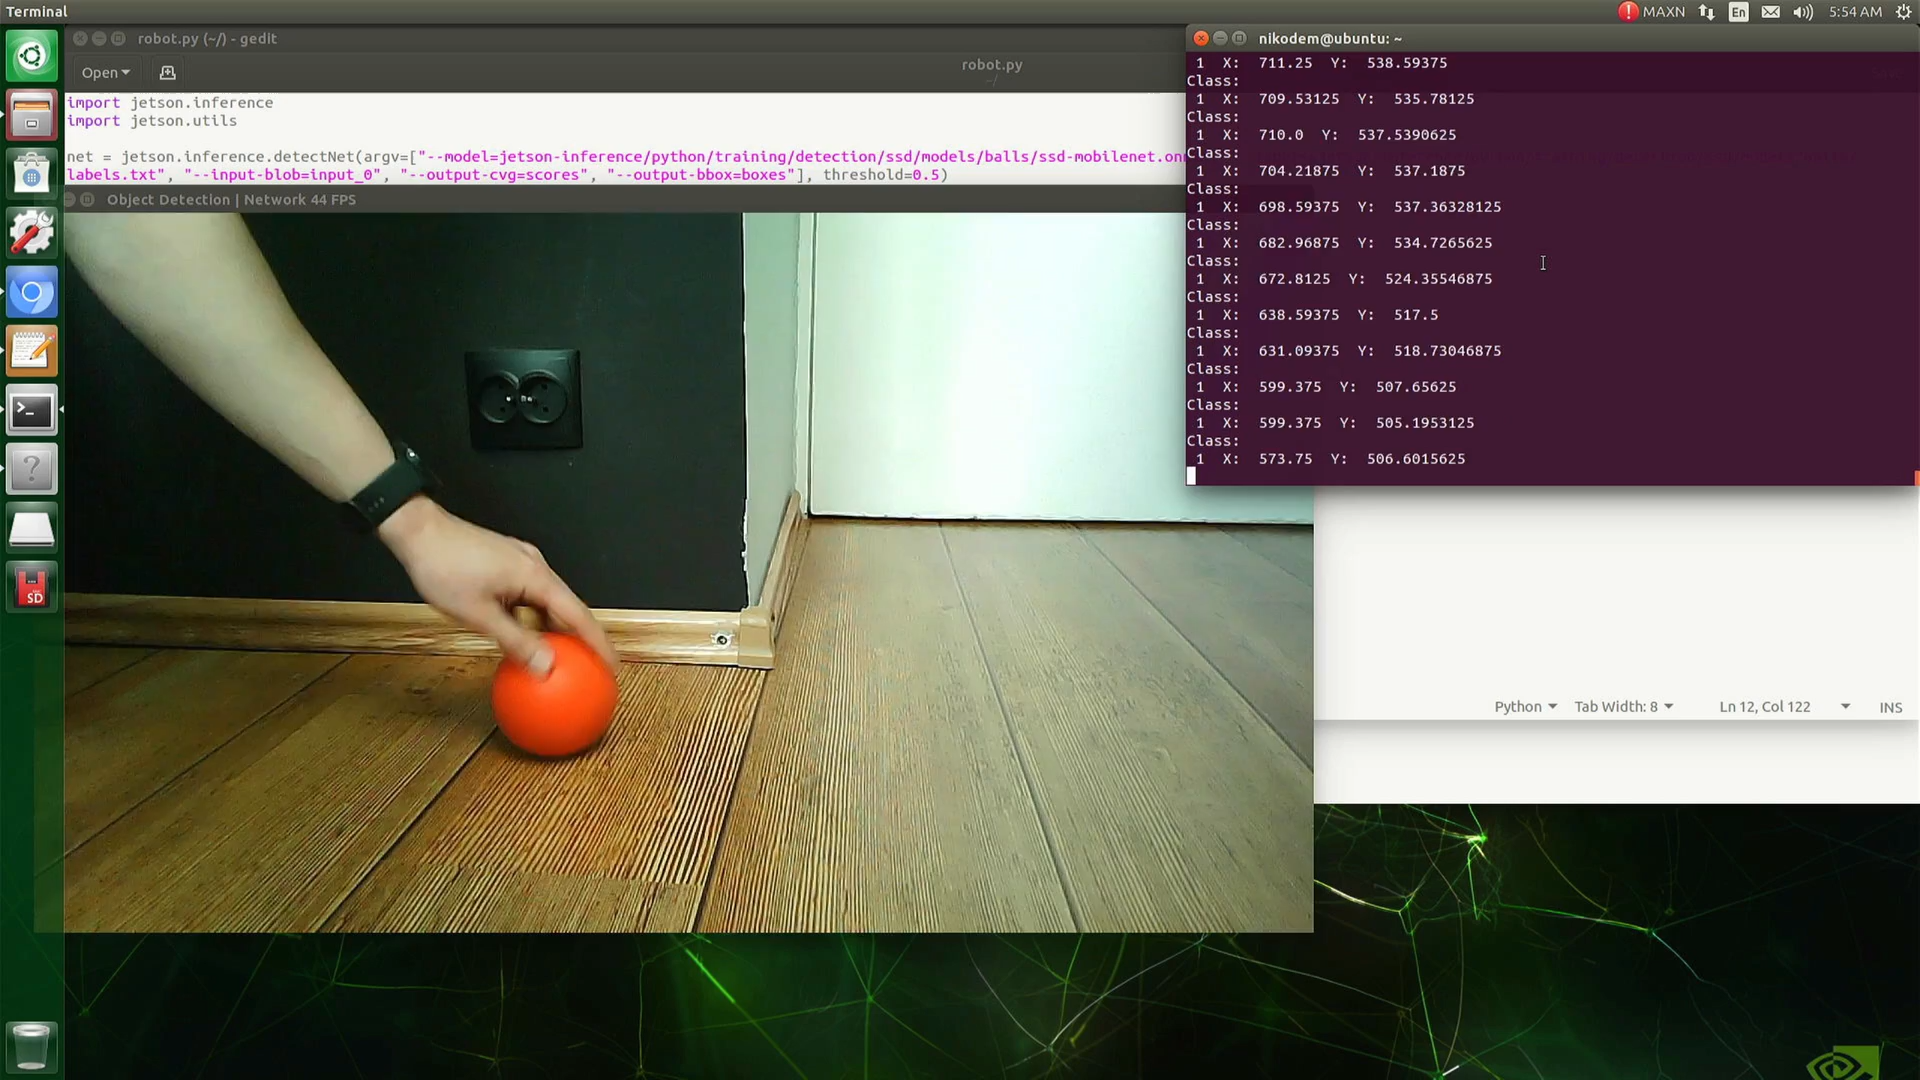 Terminal
MAXN
En
5:54 AM
robot.py (~/) - gedit
Open
robot.py
~/
import jetson.inference
import jetson.utils
net = jetson.inference.detectNet(argv=["--model=jetson-inference/python/training/detection/ssd/models/balls/ssd-mobilenet.on
labels.txt", "--input-blob=input_0", "--output-cvg=scores", "--output-bbox=boxes"], threshold=0.5)
Object Detection | Network 44 FPS
nikodem@ubuntu: ~
1 X: 711.25 Y: 538.59375
Class:
1 X: 709.53125 Y: 535.78125
Class:
1 X: 710.0 Y: 537.5390625
Class:
1 X: 704.21875 Y: 537.1875
Class:
1 X: 698.59375 Y: 537.36328125
Class:
1 X: 682.96875 Y: 534.7265625
Class:
1 X: 672.8125 Y: 524.35546875
Class:
1 X: 638.59375 Y: 517.5
Class:
1 X: 631.09375 Y: 518.73046875
Class:
1 X: 599.375 Y: 507.65625
Class:
1 X: 599.375 Y: 505.1953125
Class:
1 X: 573.75 Y: 506.6015625
SD
Python
Tab Width: 8
Ln 12, Col 122
INS